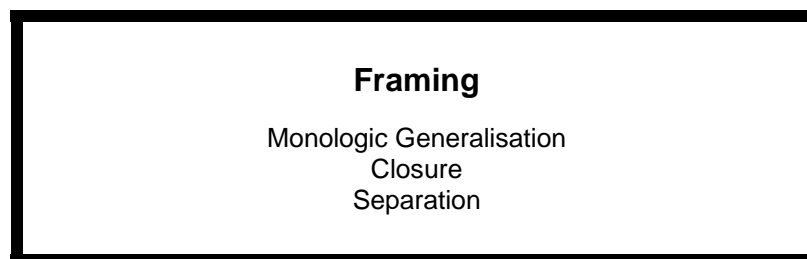 Framing
Monologic Generalisation
Closure
Separation